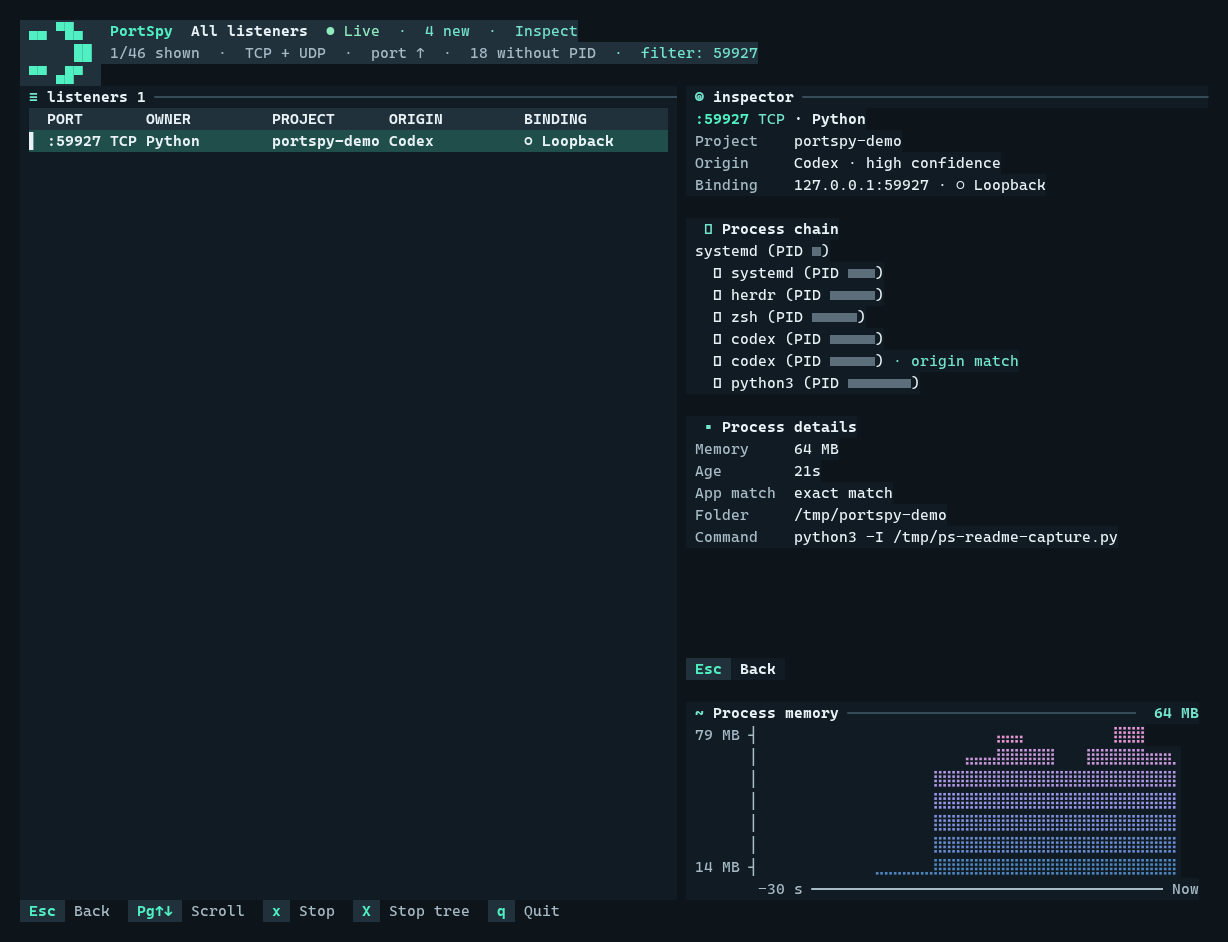 PortSpy All listeners ● Live · 4 new · Inspect
1/46 shown · TCP + UDP · port ↑ · 18 without PID · filter: 59927
≡ listeners 1
PORT OWNER PROJECT ORIGIN BINDING
:59927 TCP Python portspy-demo Codex ○ Loopback
◎ inspector
:59927 TCP · Python
Project portspy-demo
Origin Codex · high confidence
Binding 127.0.0.1:59927 · ○ Loopback
Process chain
systemd (PID )
systemd (PID )
herdr (PID )
zsh (PID )
codex (PID )
codex (PID ) · origin match
python3 (PID )
▪ Process details
Memory 64 MB
Age 21s
App match exact match
Folder /tmp/portspy-demo
Command python3 -I /tmp/ps-readme-capture.py
Esc Back
~ Process memory 64 MB
79 MB
14 MB
-30 s Now
Esc Back Pg↑↓ Scroll x Stop X Stop tree q Quit